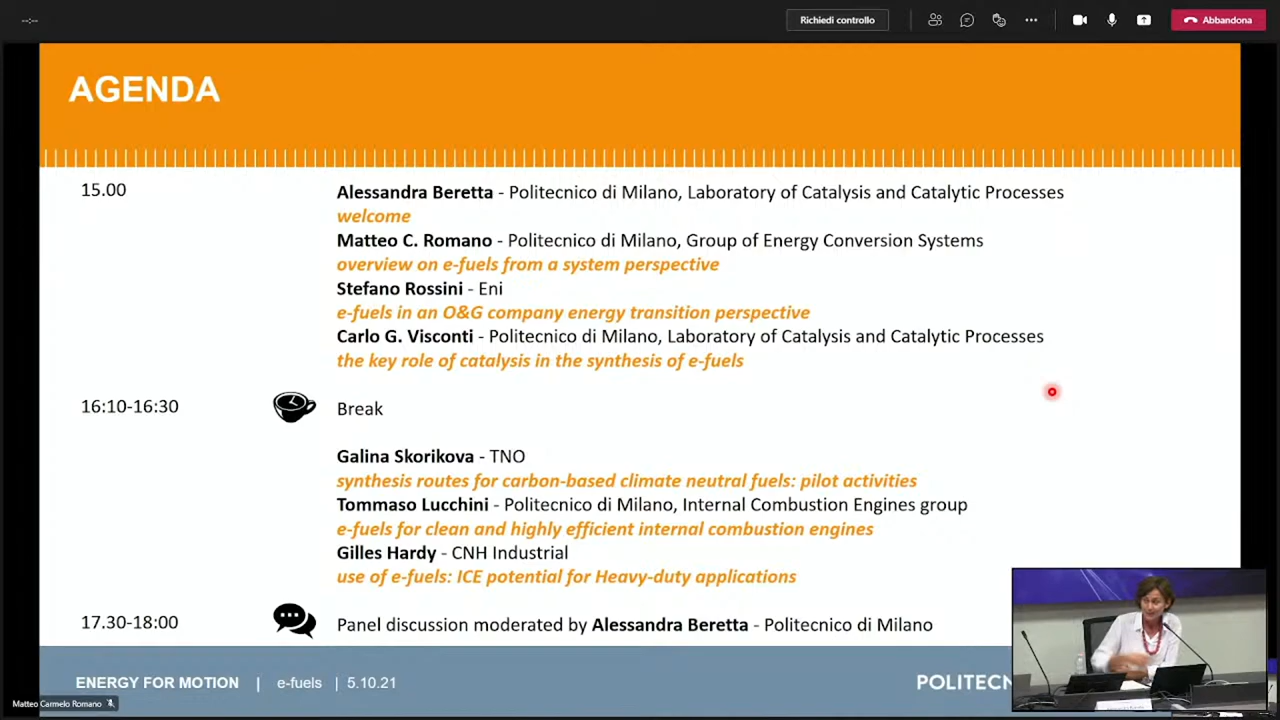 --:--
Richiedi controllo
Abbandona
AGENDA
15.00
Alessandra Beretta - Politecnico di Milano, Laboratory of Catalysis and Catalytic Processes
welcome
Matteo C. Romano - Politecnico di Milano, Group of Energy Conversion Systems
overview on e-fuels from a system perspective
Stefano Rossini - Eni
e-fuels in an O&G company energy transition perspective
Carlo G. Visconti - Politecnico di Milano, Laboratory of Catalysis and Catalytic Processes
the key role of catalysis in the synthesis of e-fuels
16:10-16:30
Break
Galina Skorikova - TNO
synthesis routes for carbon-based climate neutral fuels: pilot activities
Tommaso Lucchini - Politecnico di Milano, Internal Combustion Engines group
e-fuels for clean and highly efficient internal combustion engines
Gilles Hardy - CNH Industrial
use of e-fuels: ICE potential for Heavy-duty applications
17.30-18:00
Panel discussion moderated by Alessandra Beretta - Politecnico di Milano
ENERGY FOR MOTION | e-fuels | 5.10.21
POLITECN
Matteo Carmelo Romano